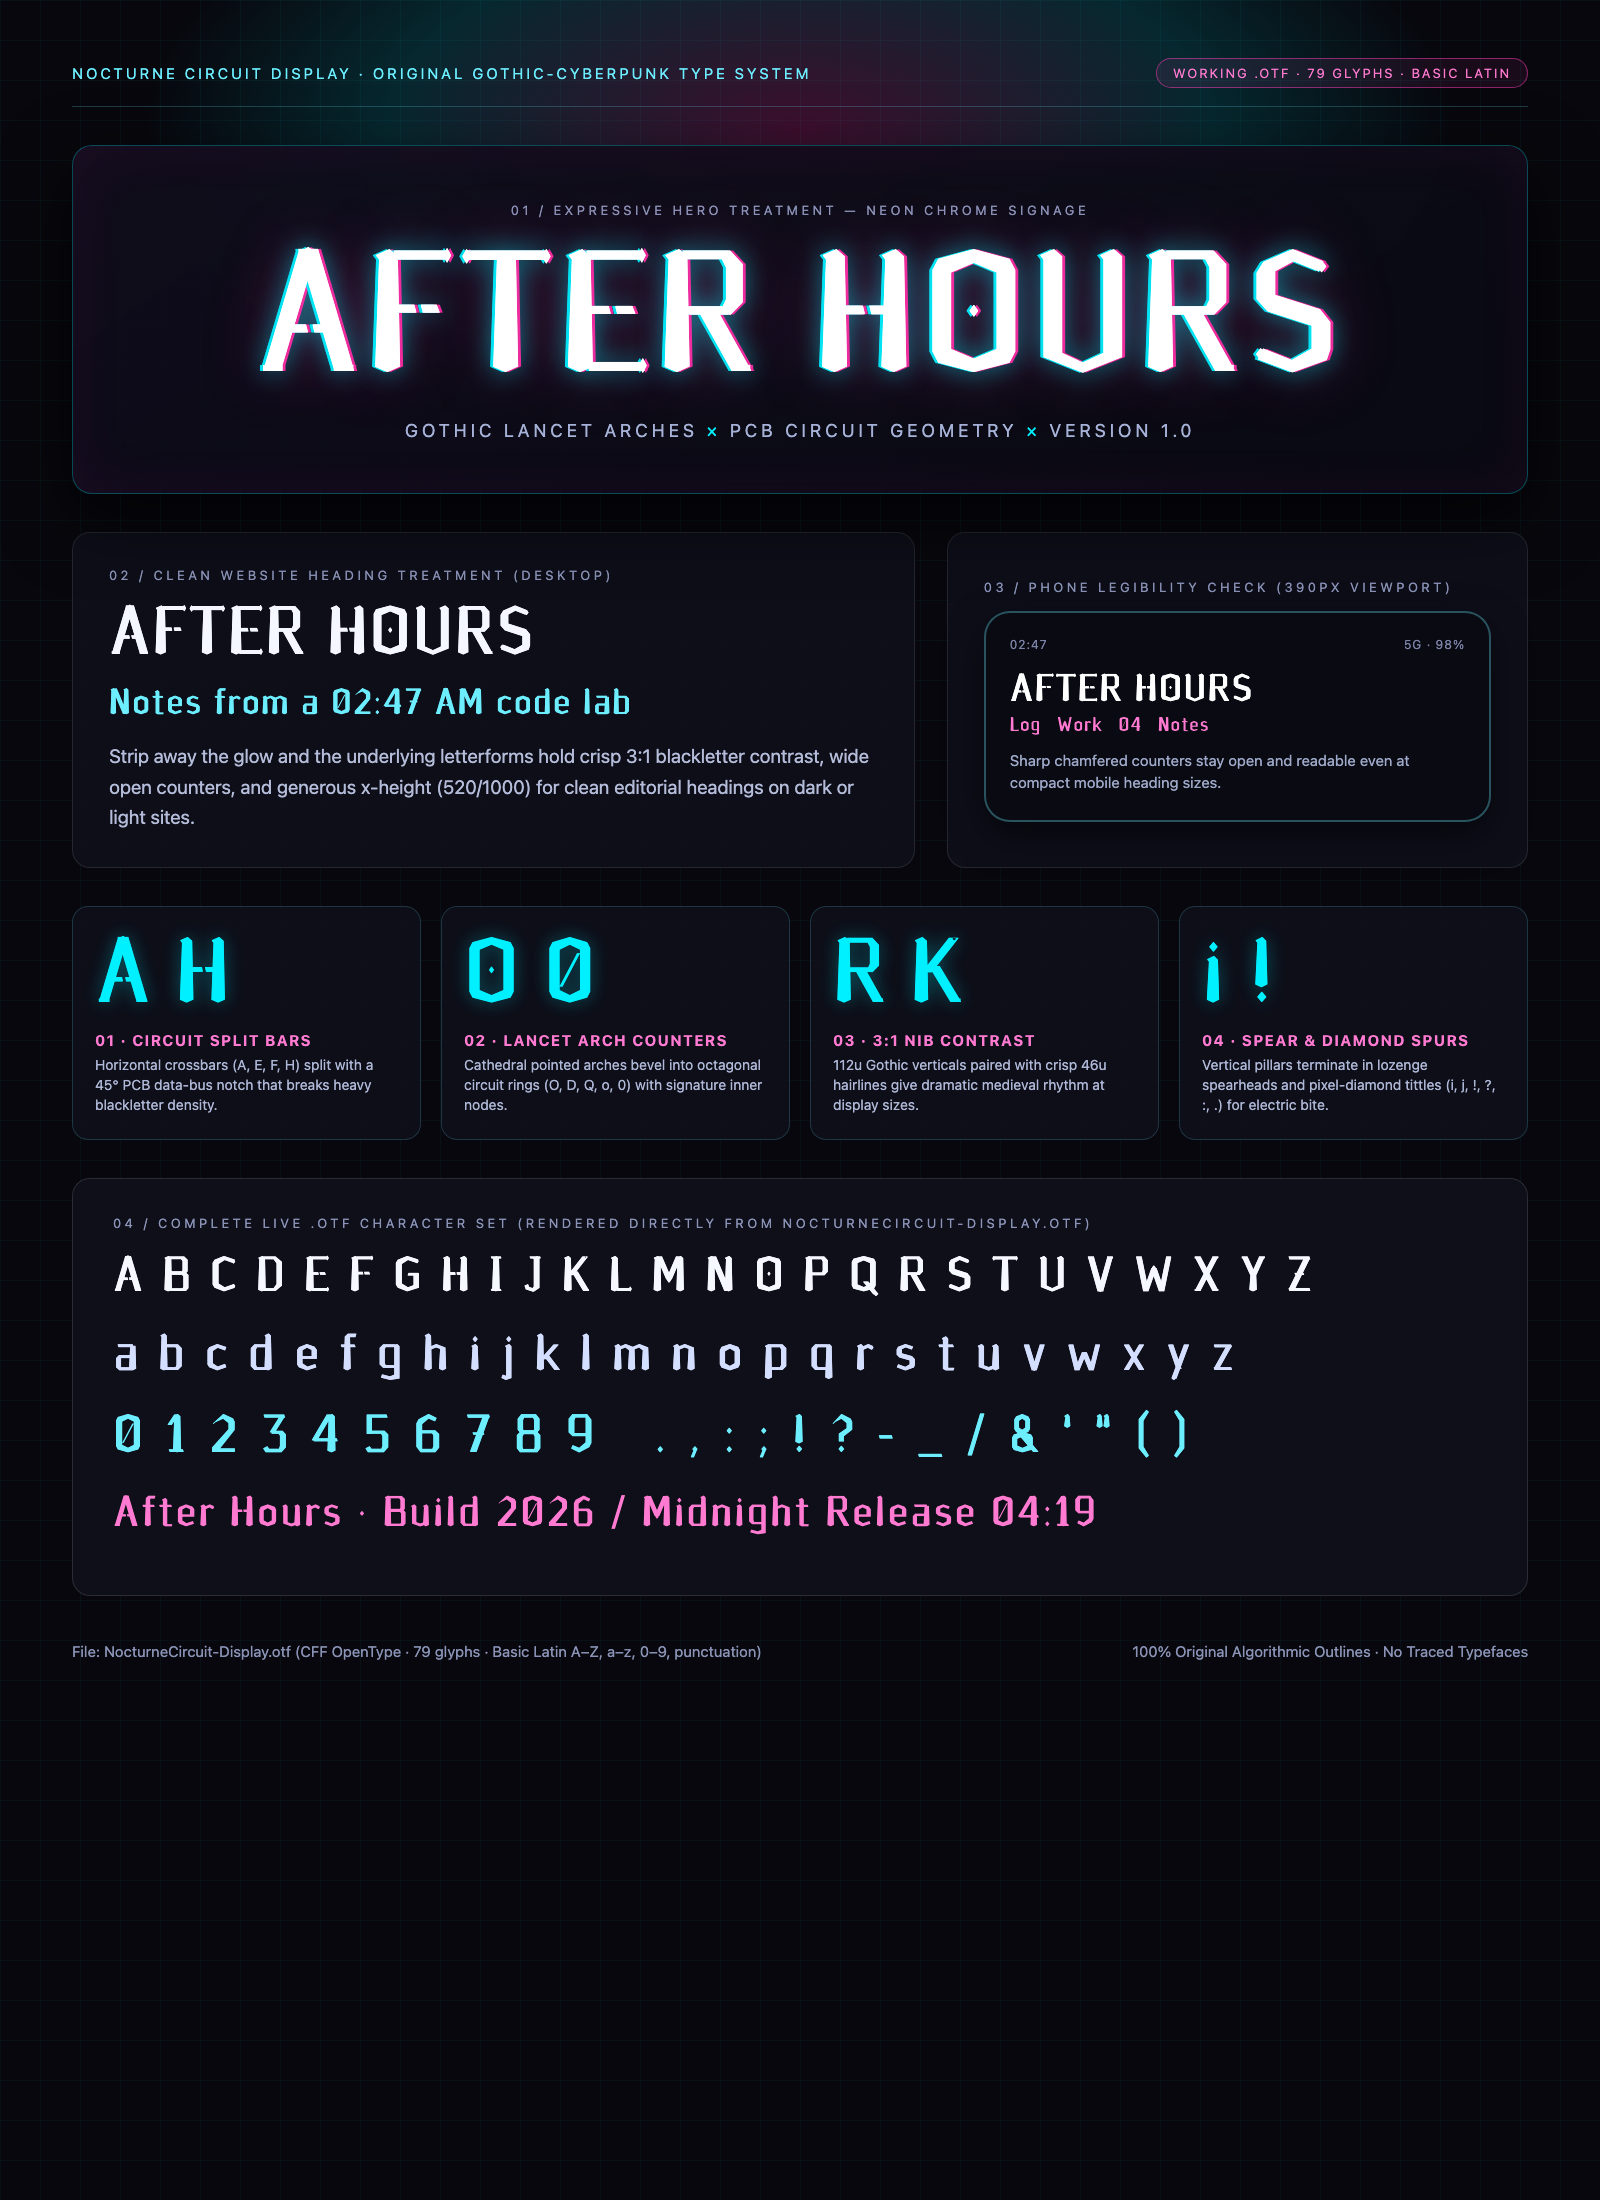 NOCTURNE CIRCUIT DISPLAY · ORIGINAL GOTHIC-CYBERPUNK TYPE SYSTEM
WORKING .OTF · 79 GLYPHS · BASIC LATIN
01 / EXPRESSIVE HERO TREATMENT — NEON CHROME SIGNAGE
AFTER HOURS
GOTHIC LANCET ARCHES × PCB CIRCUIT GEOMETRY × VERSION 1.0
02 / CLEAN WEBSITE HEADING TREATMENT (DESKTOP)
AFTER HOURS
Notes from a 02:47 AM code lab
Strip away the glow and the underlying letterforms hold crisp 3:1 blackletter contrast, wide
open counters, and generous x-height (520/1000) for clean editorial headings on dark or
light sites.
03 / PHONE LEGIBILITY CHECK (390PX VIEWPORT)
02:47
5G · 98%
AFTER HOURS
Log Work 04 Notes
Sharp chamfered counters stay open and readable even at
compact mobile heading sizes.
A H
01 · CIRCUIT SPLIT BARS
Horizontal crossbars (A, E, F, H) split with a
45° PCB data-bus notch that breaks heavy
blackletter density.
O 0
02 · LANCET ARCH COUNTERS
Cathedral pointed arches bevel into octagonal
circuit rings (O, D, Q, o, 0) with signature inner
nodes.
R K
03 · 3:1 NIB CONTRAST
112u Gothic verticals paired with crisp 46u
hairlines give dramatic medieval rhythm at
display sizes.
i !
04 · SPEAR & DIAMOND SPURS
Vertical pillars terminate in lozenge
spearheads and pixel-diamond tittles (i, j, !, ?,
:, .) for electric bite.
04 / COMPLETE LIVE .OTF CHARACTER SET (RENDERED DIRECTLY FROM NOCTURNECIRCUIT-DISPLAY.OTF)
A B C D E F G H I J K L M N O P Q R S T U V W X Y Z
a b c d e f g h i j k l m n o p q r s t u v w x y z
0 1 2 3 4 5 6 7 8 9 . , : ; ! ? - _ / & ' " ( )
After Hours · Build 2026 / Midnight Release 04:19
File: NocturneCircuit-Display.otf (CFF OpenType · 79 glyphs · Basic Latin A–Z, a–z, 0–9, punctuation)
100% Original Algorithmic Outlines · No Traced Typefaces